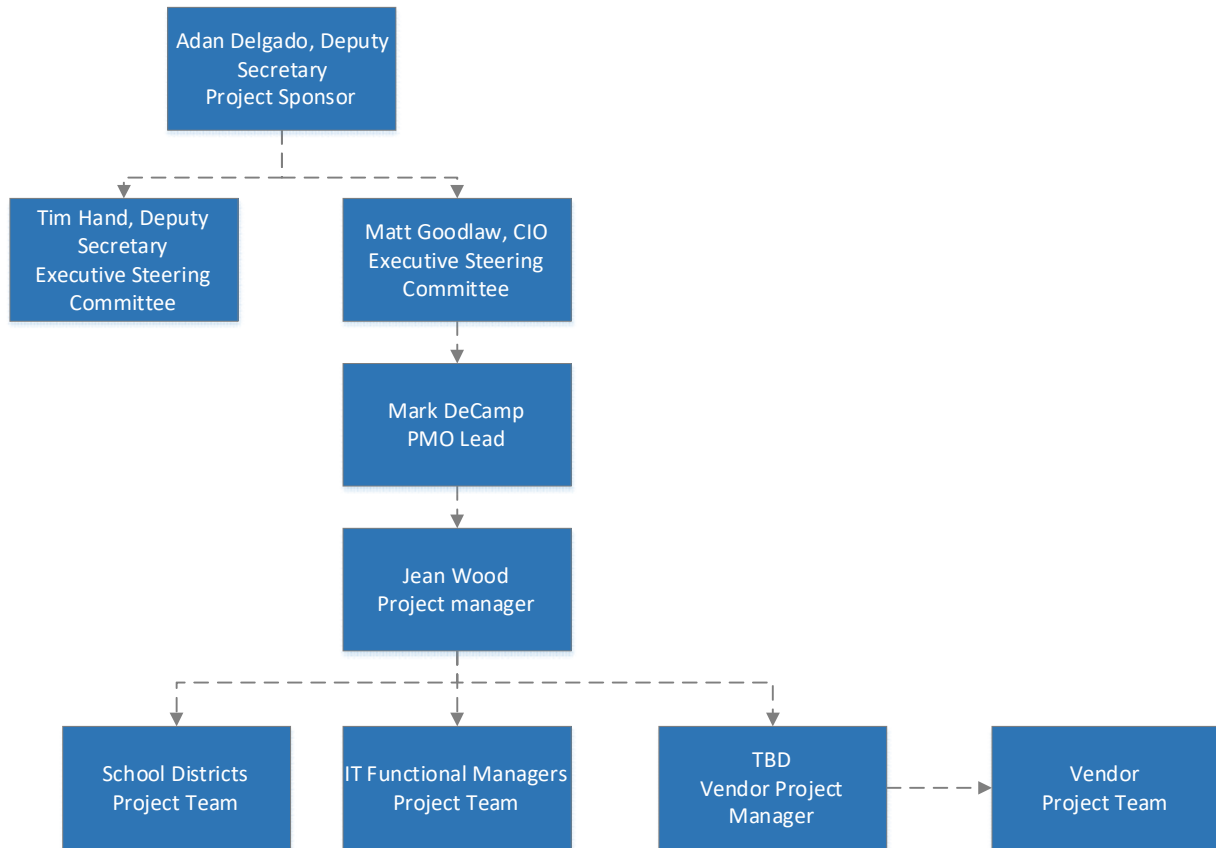 Adan Delgado, Deputy
Secretary
Project Sponsor
Tim Hand, Deputy
Secretary
Executive Steering
Committee
Matt Goodlaw, CIO
Executive Steering
Committee
Mark DeCamp
PMO Lead
Jean Wood
Project manager
School Districts
Project Team
IT Functional Managers
Project Team
TBD
Vendor Project
Manager
Vendor
Project Team